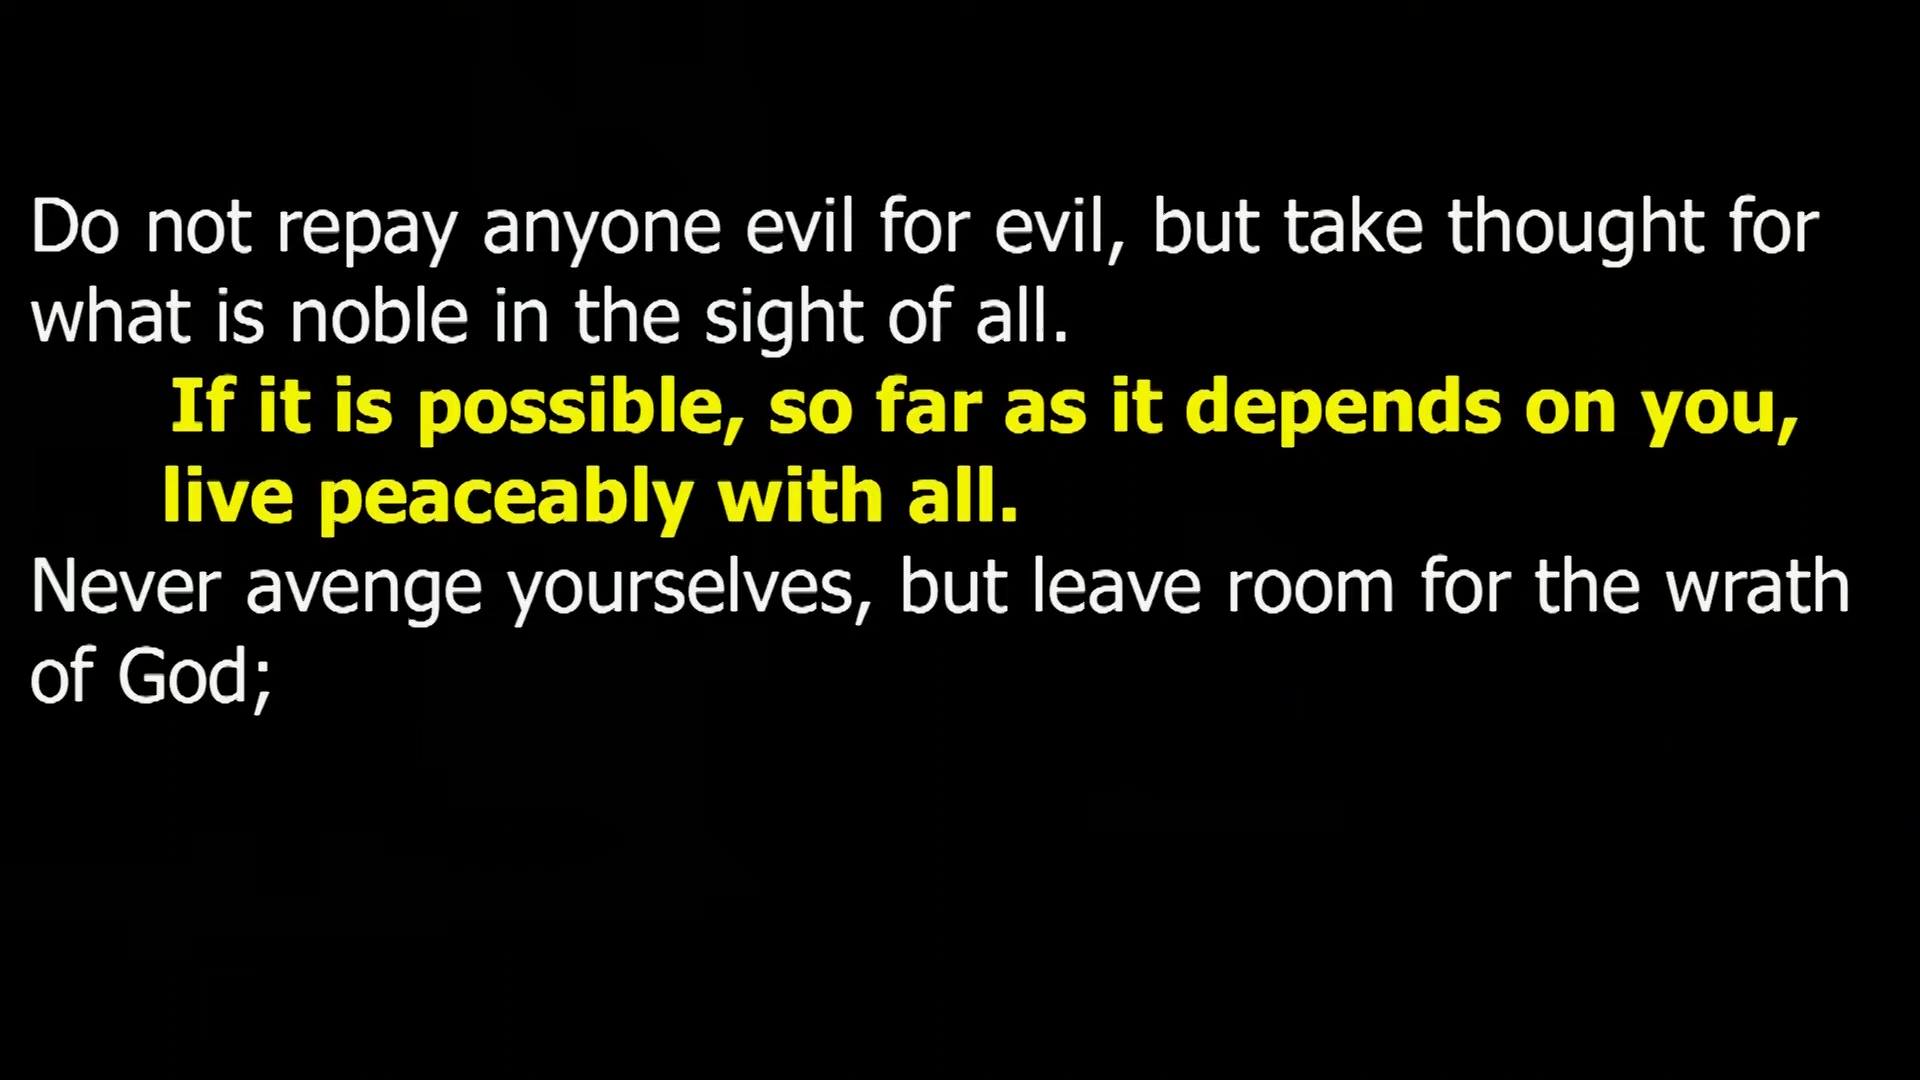 Do not repay anyone evil for evil, but take thought for
what is noble in the sight of all.
If it is possible, so far as it depends on you,
live peaceably with all.
Never avenge yourselves, but leave room for the wrath
of God;